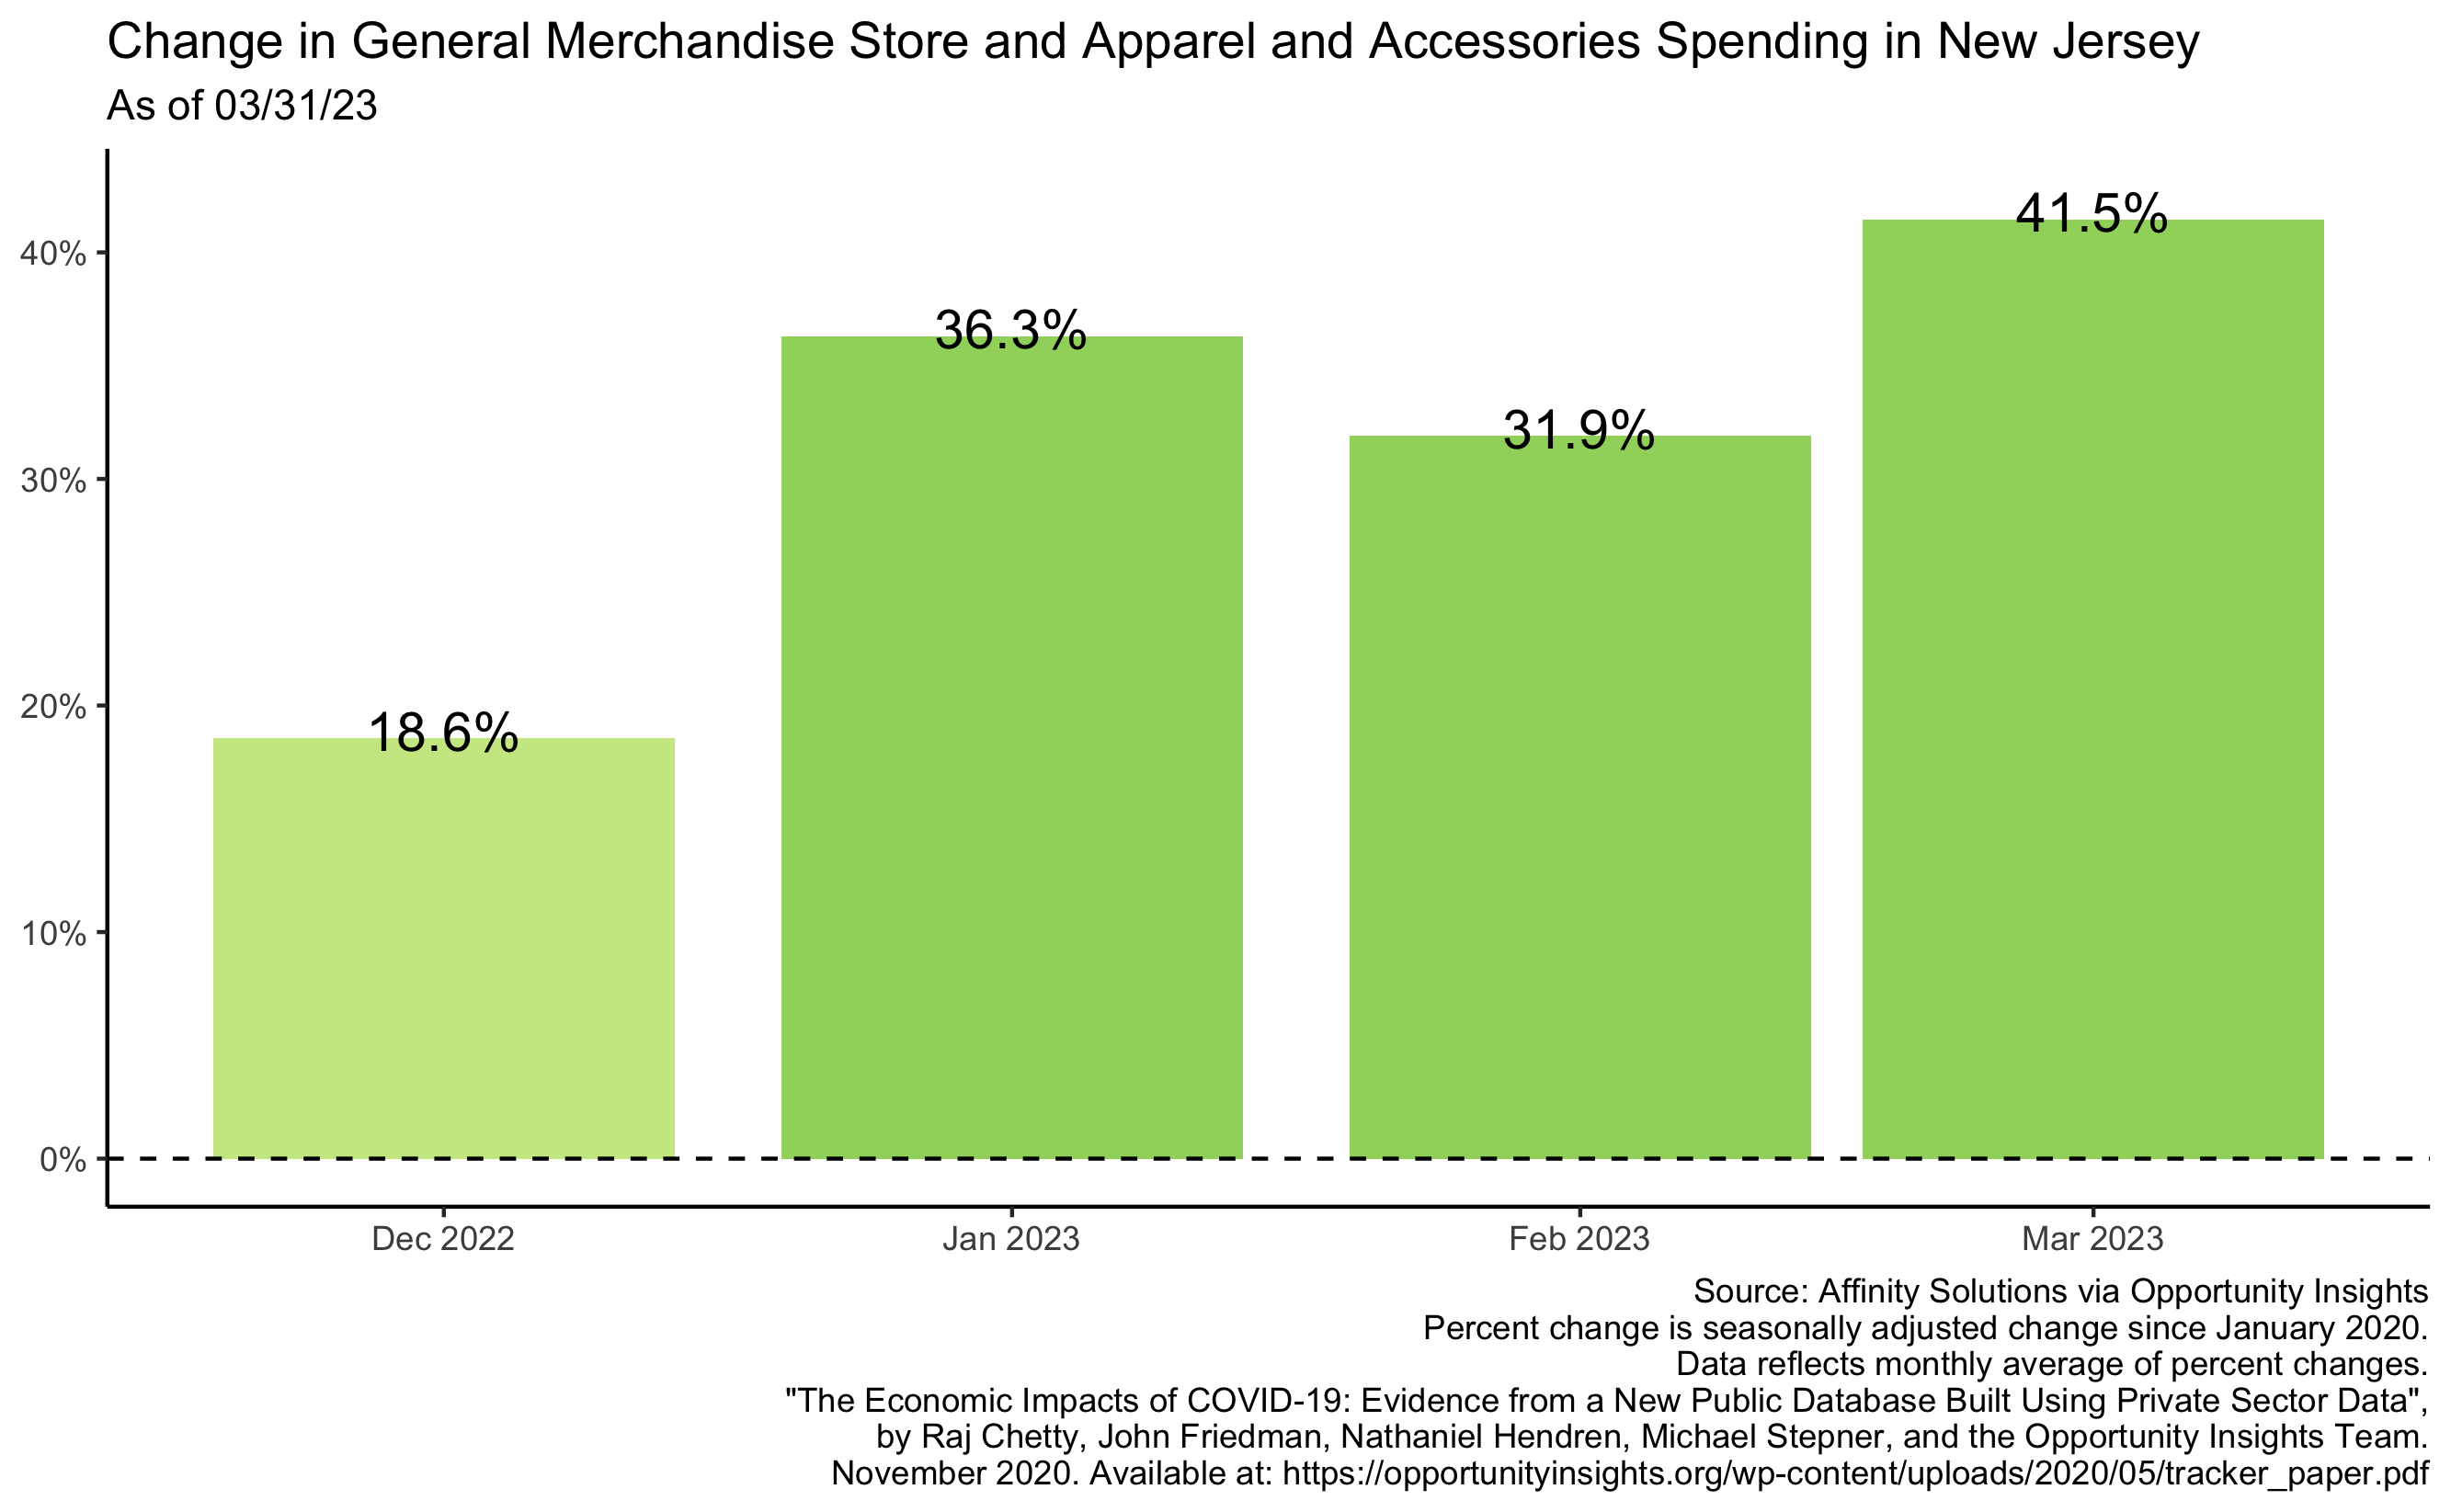 Change in General Merchandise Store and Apparel and Accessories Spending in New Jersey
As of 03/31/23
41.5%
40%
36.3%
31.9%
30%
20%
18.6%
10%
0%
Dec 2022
Jan 2023
Feb 2023
Mar 2023
Source: Affinity Solutions via Opportunity Insights
Percent change is seasonally adjusted change since January 2020.
Data reflects monthly average of percent changes.
"The Economic Impacts of COVID-19: Evidence from a New Public Database Built Using Private Sector Data",
by Raj Chetty, John Friedman, Nathaniel Hendren, Michael Stepner, and the Opportunity Insights Team.
November 2020. Available at: https://opportunityinsights.org/wp-content/uploads/2020/05/tracker_paper.pdf